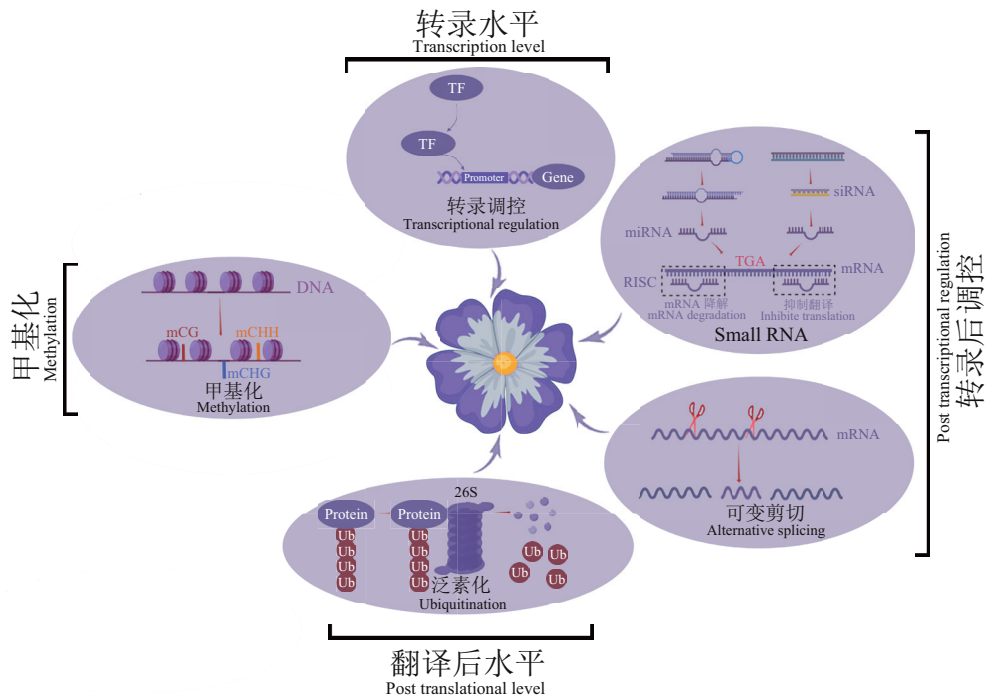 转录水平
Transcription level
TF
TF
Promoter
Gene
转录调控
Transcriptional regulation
siRNA
miRNA
TGA
mRNA
RISC
mRNA 降解
mRNA degradation
抑制翻译
Inhibite translation
Small RNA
转录后调控
Post transcriptional regulation
mRNA
可变剪切
Alternative splicing
甲基化
Methylation
DNA
mCG
mCHH
mCHG
甲基化
Methylation
26S
Protein
Protein
Ub
Ub
Ub
Ub
Ub
Ub
Ub
Ub
Ub
Ub
Ub
Ub
泛素化
Ubiquitination
翻译后水平
Post translational level